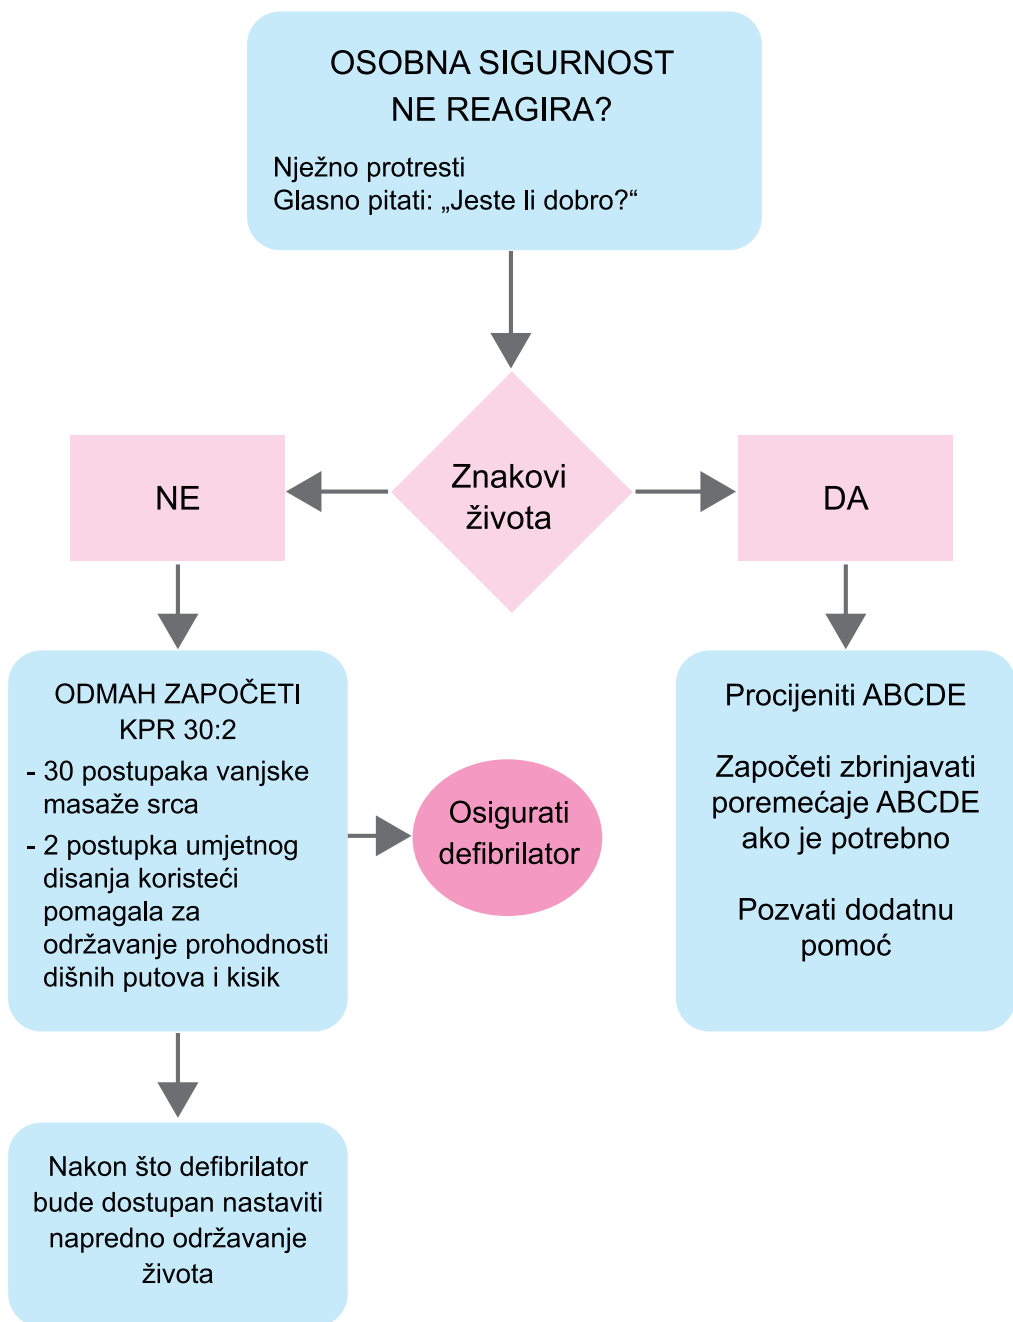 OSOBNA SIGURNOST
NE REAGIRA?
Nježno protresti
Glasno pitati: „Jeste li dobro?“
Znakovi
života
NE
DA
ODMAH ZAPOČETI
KPR 30:2
- 30 postupaka vanjske
masaže srca
- 2 postupka umjetnog
disanja koristeći
pomagala za
održavanje prohodnosti
dišnih putova i kisik
Osigurati
defibrilator
Procijeniti ABCDE
Započeti zbrinjavati
poremećaje ABCDE
ako je potrebno
Pozvati dodatnu
pomoć
Nakon što defibrilator
bude dostupan nastaviti
napredno održavanje
života